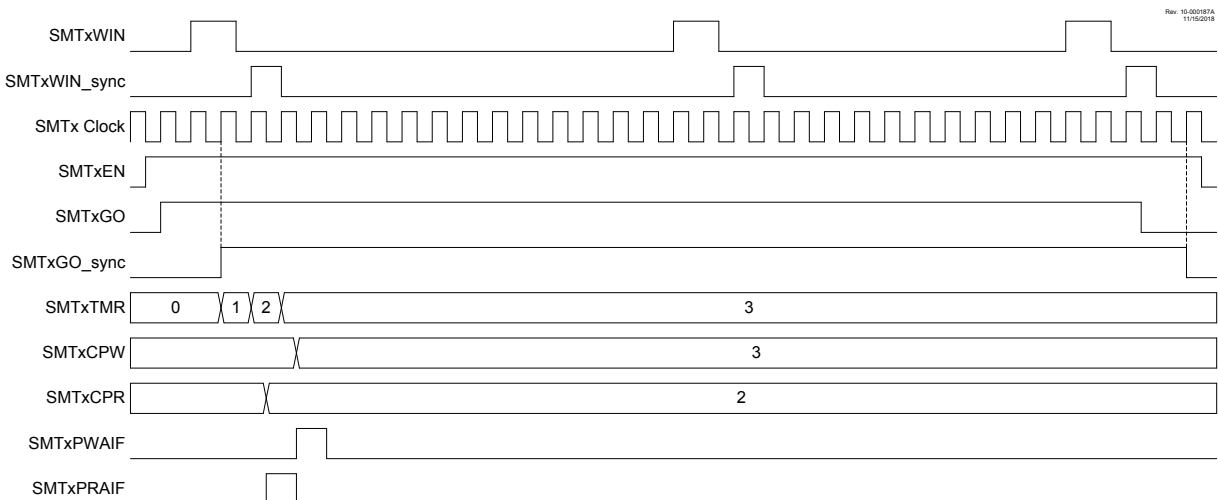 Rev. 10-000187A
11/15/2018
SMTxWIN
SMTxWIN_sync
SMTx Clock
SMTxEN
SMTxGO
SMTxGO_sync
SMTxTMR 0 1 2 3
SMTxCPW 3
SMTxCPR 2
SMTxPWAIF
SMTxPRAIF